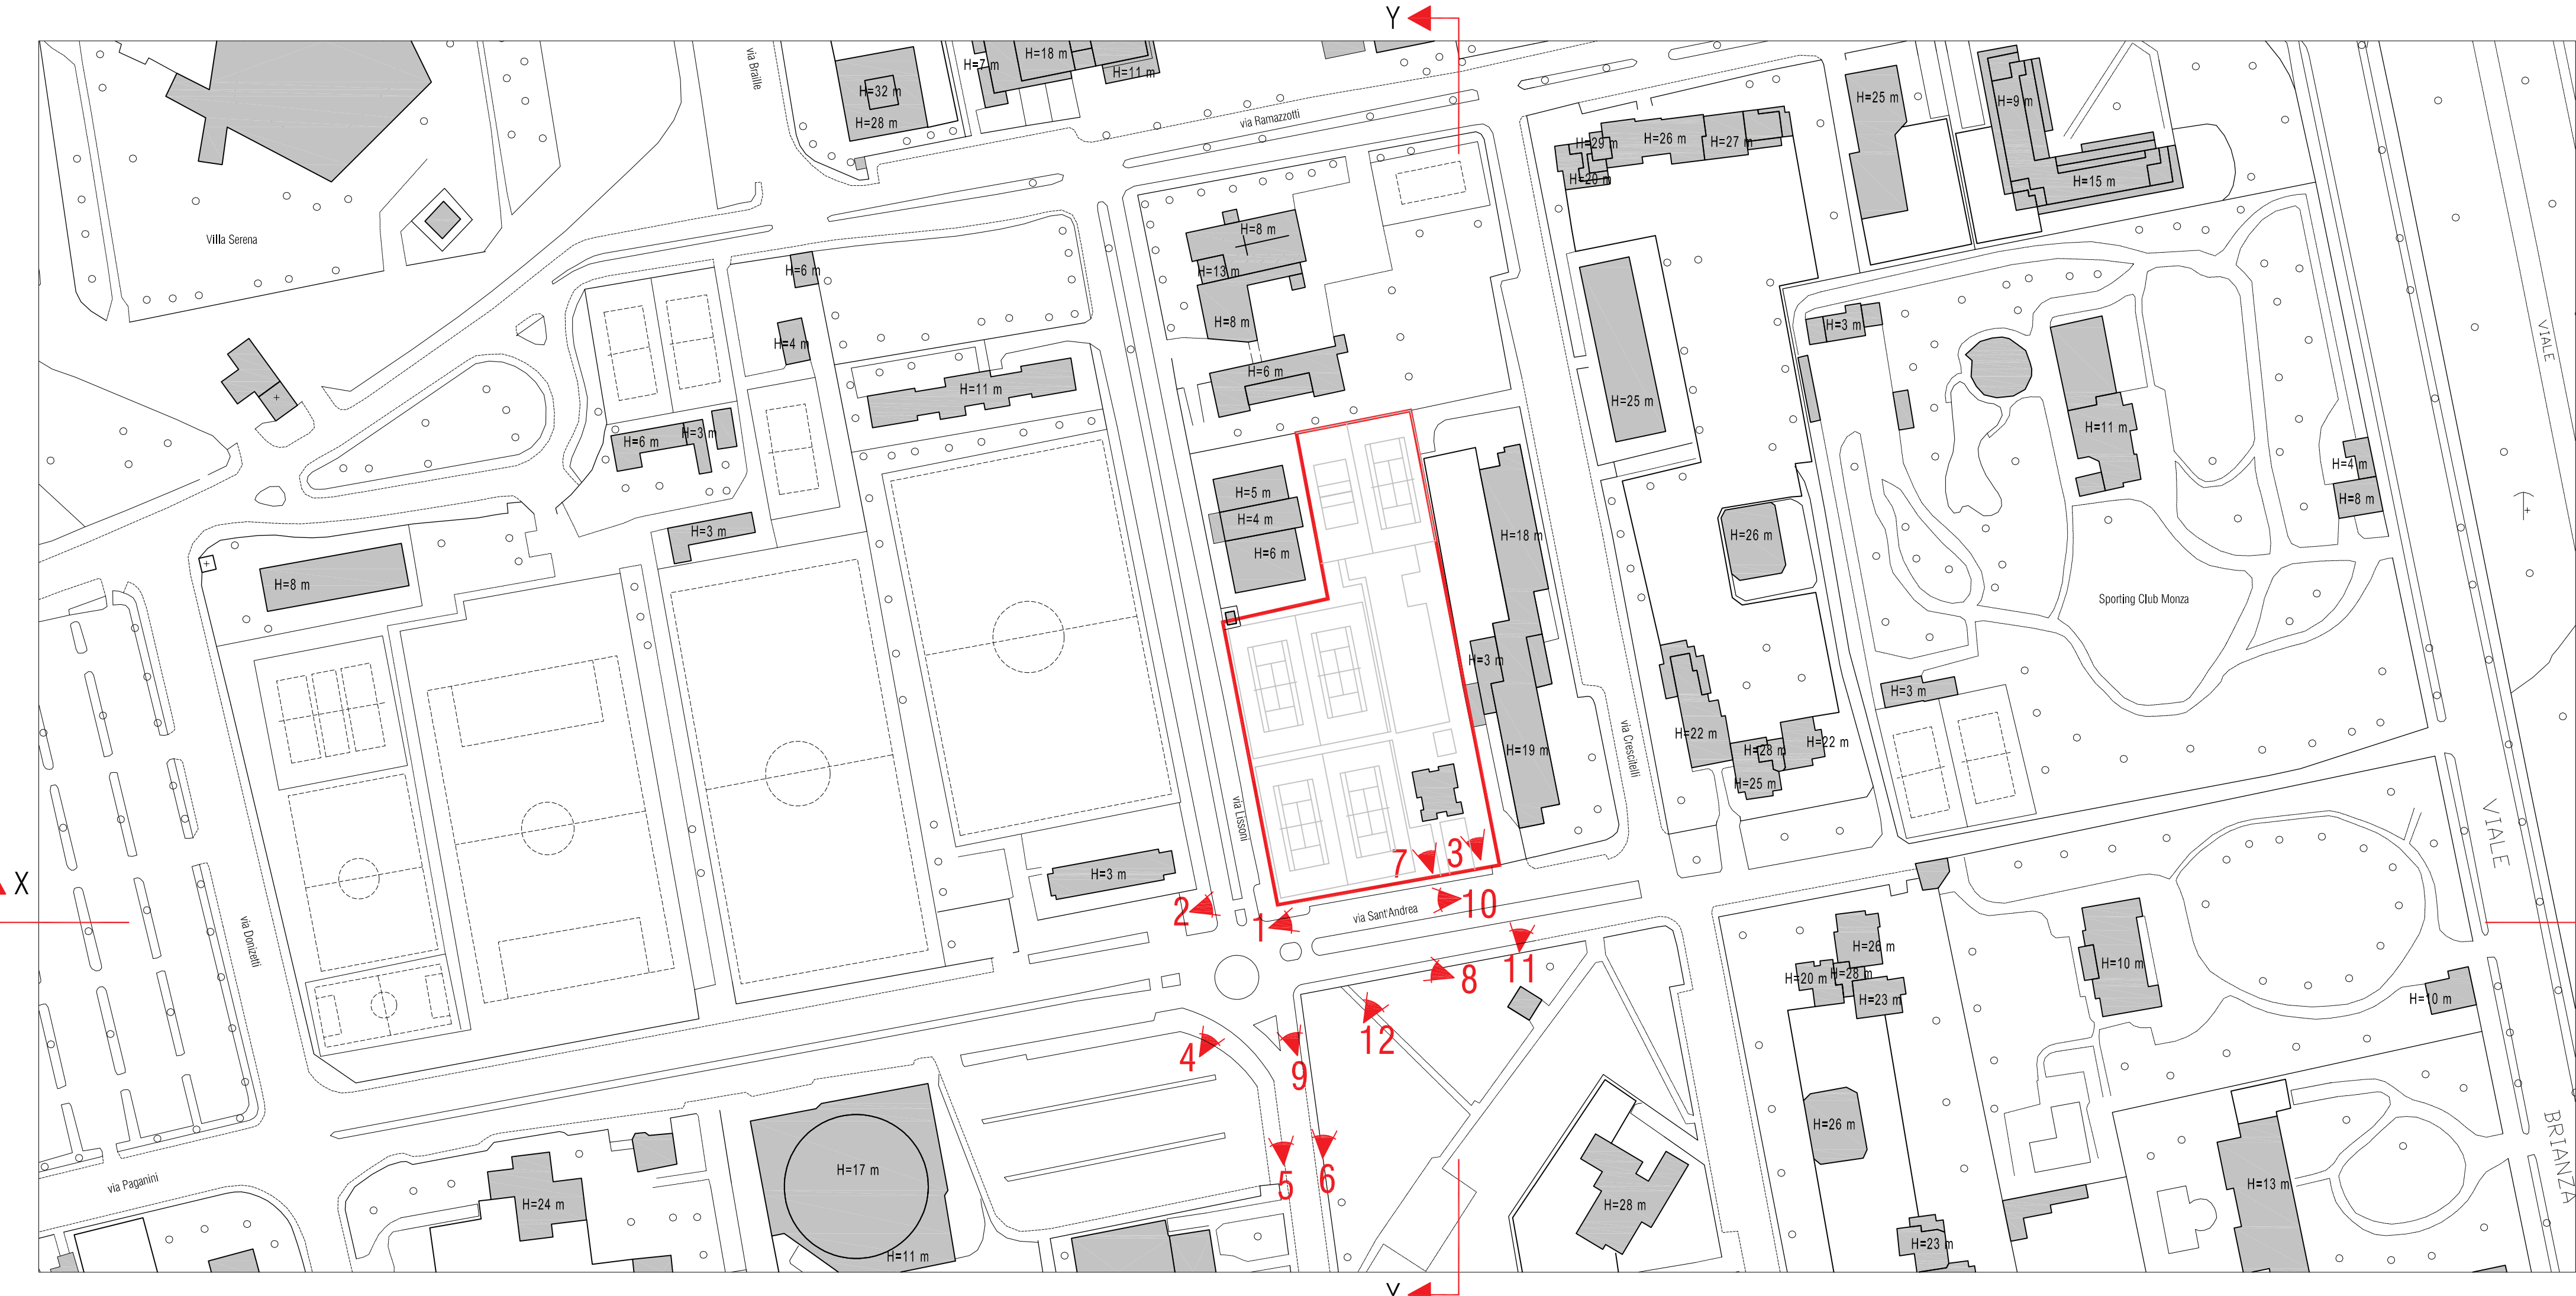 Y
via Braille
H=7 m
H=18 m
H=11 m
H=32 m
H=28 m
via Ramazzotti
H=29 m
H=26 m
H=27 m
H=20 m
H=25 m
H=9 m
H=15 m
Villa Serena
H=6 m
H=4 m
H=8 m
H=13 m
H=8 m
H=6 m
H=11 m
H=6 m
H=3 m
H=25 m
H=3 m
H=11 m
H=4 m
H=8 m
VIALE
H=3 m
H=8 m
H=5 m
H=4 m
H=6 m
H=18 m
H=26 m
Sporting Club Monza
H=3 m
H=19 m
via Crescitelli
H=22 m
H=28 m
H=22 m
H=25 m
H=3 m
VIALE
via Lissoni
X
H=3 m
7
3
2
1
10
via Sant'Andrea
via Donizetti
11
8
12
4
9
5
6
H=26 m
H=20 m
H=28 m
H=23 m
H=10 m
H=10 m
via Paganini
H=24 m
H=17 m
H=11 m
H=28 m
H=26 m
H=23 m
H=13 m
BRIANZA
Y